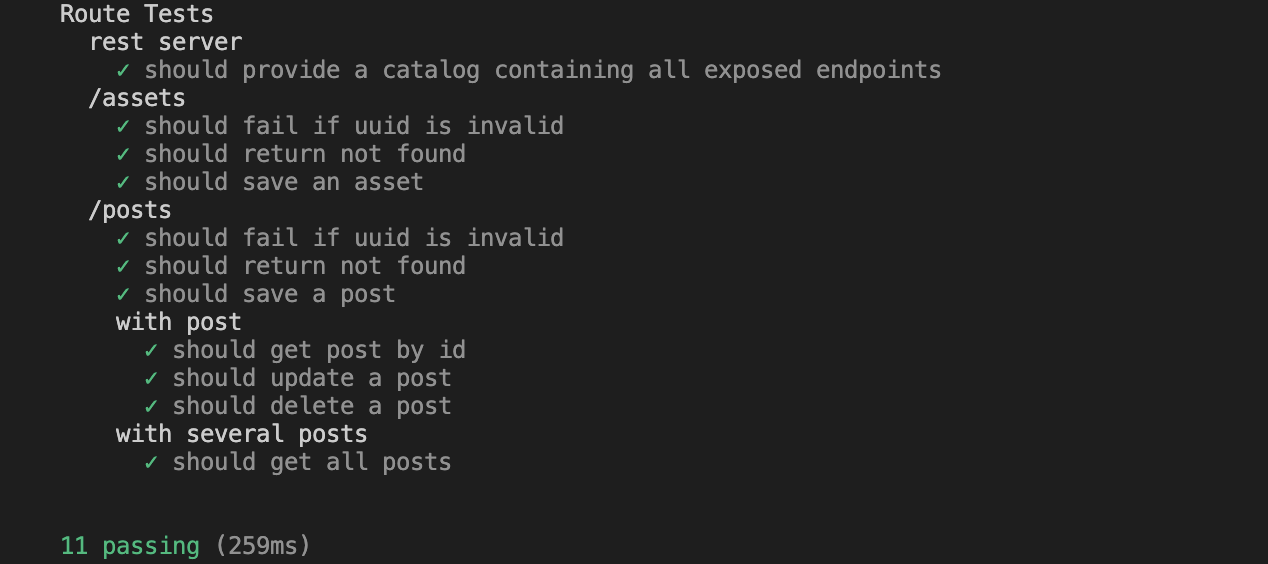 Route Tests
rest server
✓ should provide a catalog containing all exposed endpoints
/assets
✓ should fail if uuid is invalid
✓ should return not found
✓ should save an asset
/posts
✓ should fail if uuid is invalid
✓ should return not found
✓ should save a post
with post
✓ should get post by id
✓ should update a post
✓ should delete a post
with several posts
✓ should get all posts
11 passing (259ms)